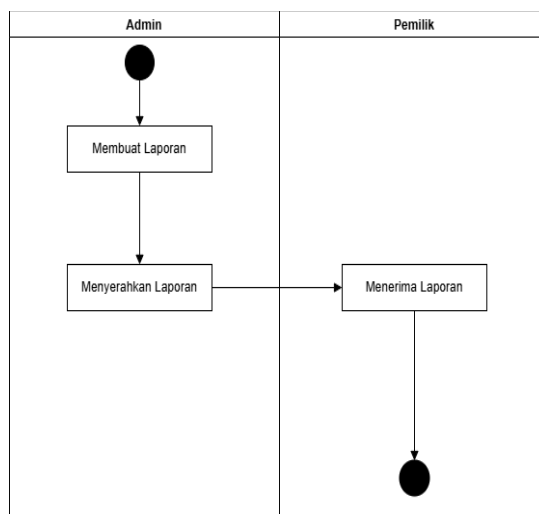 Admin
Pemilik
Membuat Laporan
Menyerahkan Laporan
Menerima Laporan